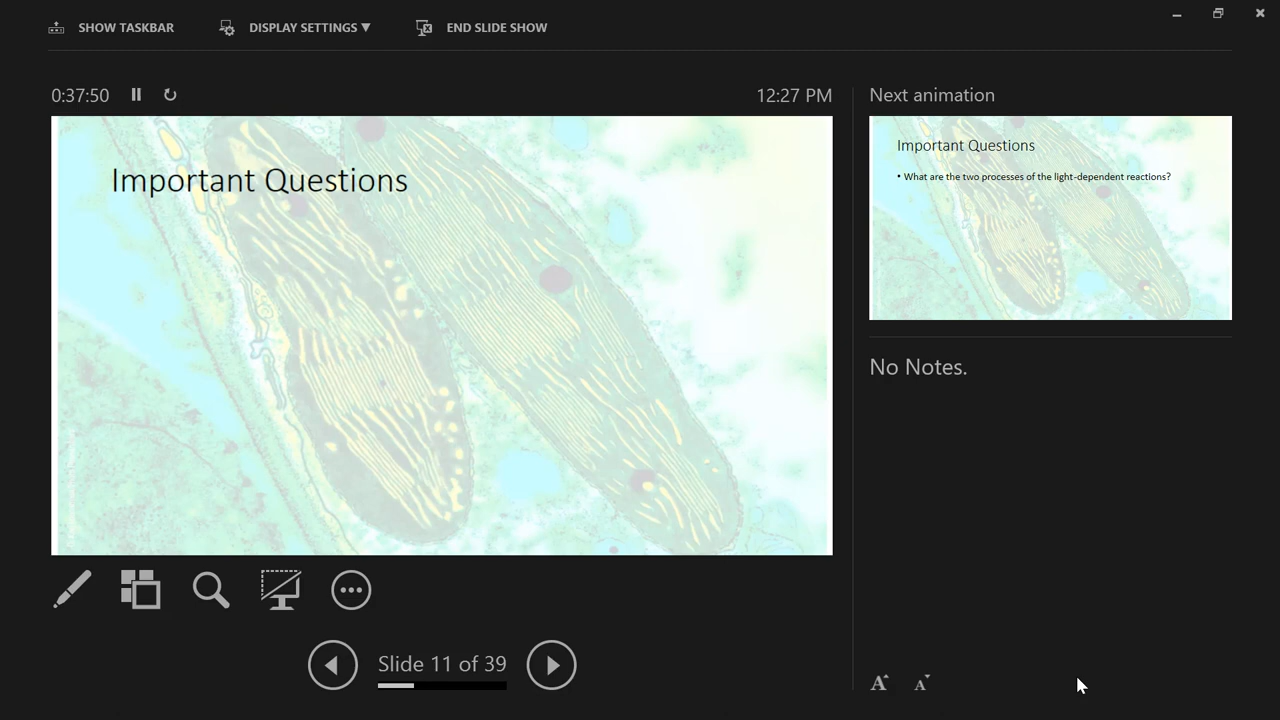 SHOW TASKBAR
DISPLAY SETTINGS ▼
END SLIDE SHOW
0:37:50
12:27 PM
Next animation
Important Questions
Important Questions
• What are the two processes of the light-dependent reactions?
No Notes.
Slide 11 of 39
A
A